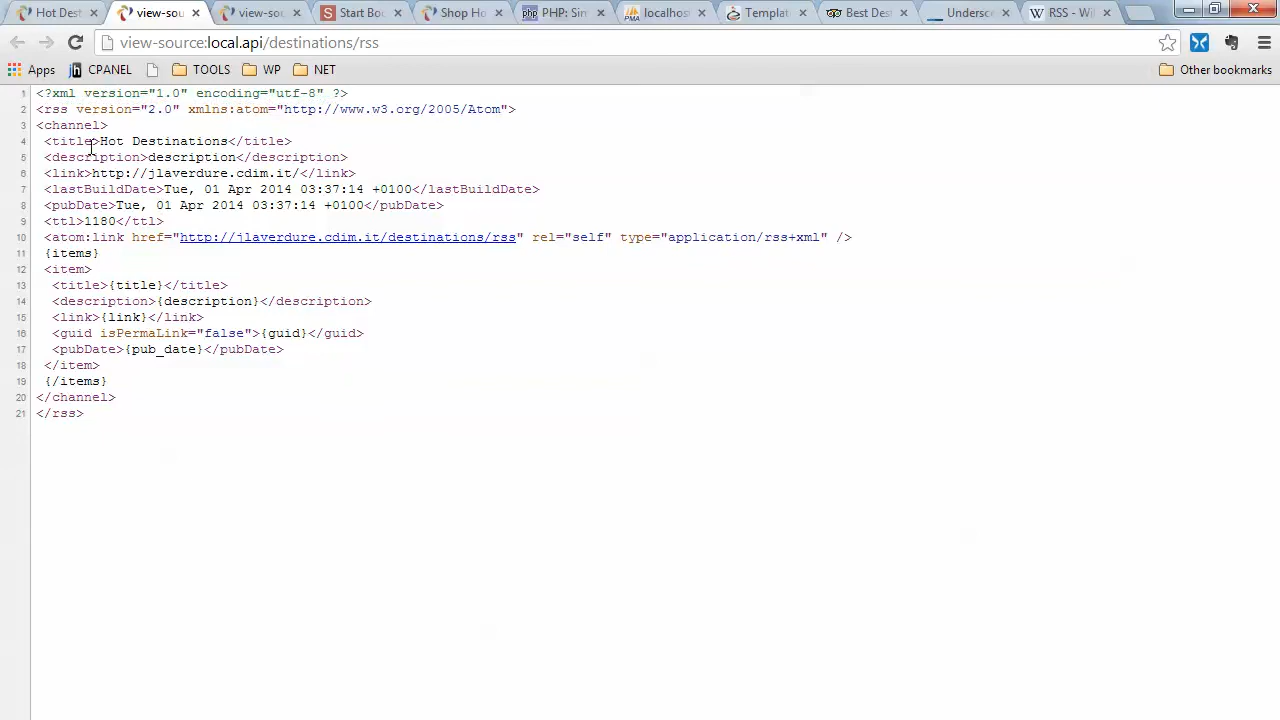 Hot Dest
view-sou
view-sou
Start Boo
Shop Ho
PHP: Sim
localhos
Templat
Best Des
Undersc
RSS - Wi
view-source:local.api/destinations/rss
Apps
CPANEL
TOOLS
WP
NET
Other bookmarks
1 <?xml version="1.0" encoding="utf-8" ?>
2 <rss version="2.0" xmlns:atom="http://www.w3.org/2005/Atom">
3 <channel>
4 <title>Hot Destinations</title>
5 <description>description</description>
6 <link>http://jlaverdure.cdim.it/</link>
7 <lastBuildDate>Tue, 01 Apr 2014 03:37:14 +0100</lastBuildDate>
8 <pubDate>Tue, 01 Apr 2014 03:37:14 +0100</pubDate>
9 <ttl>1180</ttl>
10 <atom:link href="http://jlaverdure.cdim.it/destinations/rss" rel="self" type="application/rss+xml" />
11 {items}
12 <item>
13 <title>{title}</title>
14 <description>{description}</description>
15 <link>{link}</link>
16 <guid isPermaLink="false">{guid}</guid>
17 <pubDate>{pub_date}</pubDate>
18 </item>
19 {/items}
20 </channel>
21 </rss>